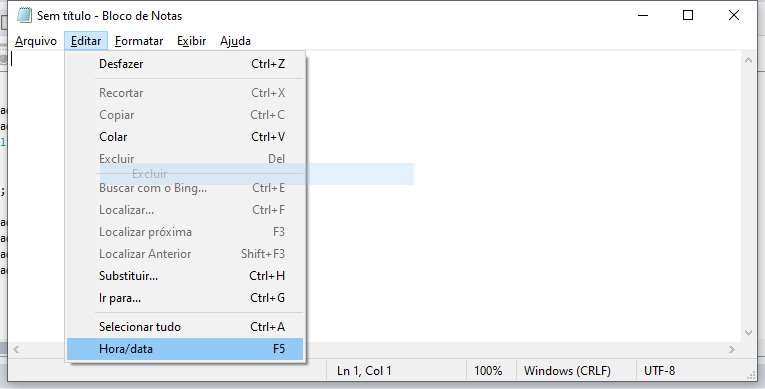 Sem título - Bloco de Notas
Arquivo Editar Formatar Exibir Ajuda
Desfazer Ctrl+Z
Recortar Ctrl+X
Copiar Ctrl+C
Colar Ctrl+V
Excluir Del
Excluir
Buscar com o Bing... Ctrl+E
Localizar... Ctrl+F
Localizar próxima F3
Localizar Anterior Shift+F3
Substituir... Ctrl+H
Ir para... Ctrl+G
Selecionar tudo Ctrl+A
Hora/data F5
Ln 1, Col 1 100% Windows (CRLF) UTF-8